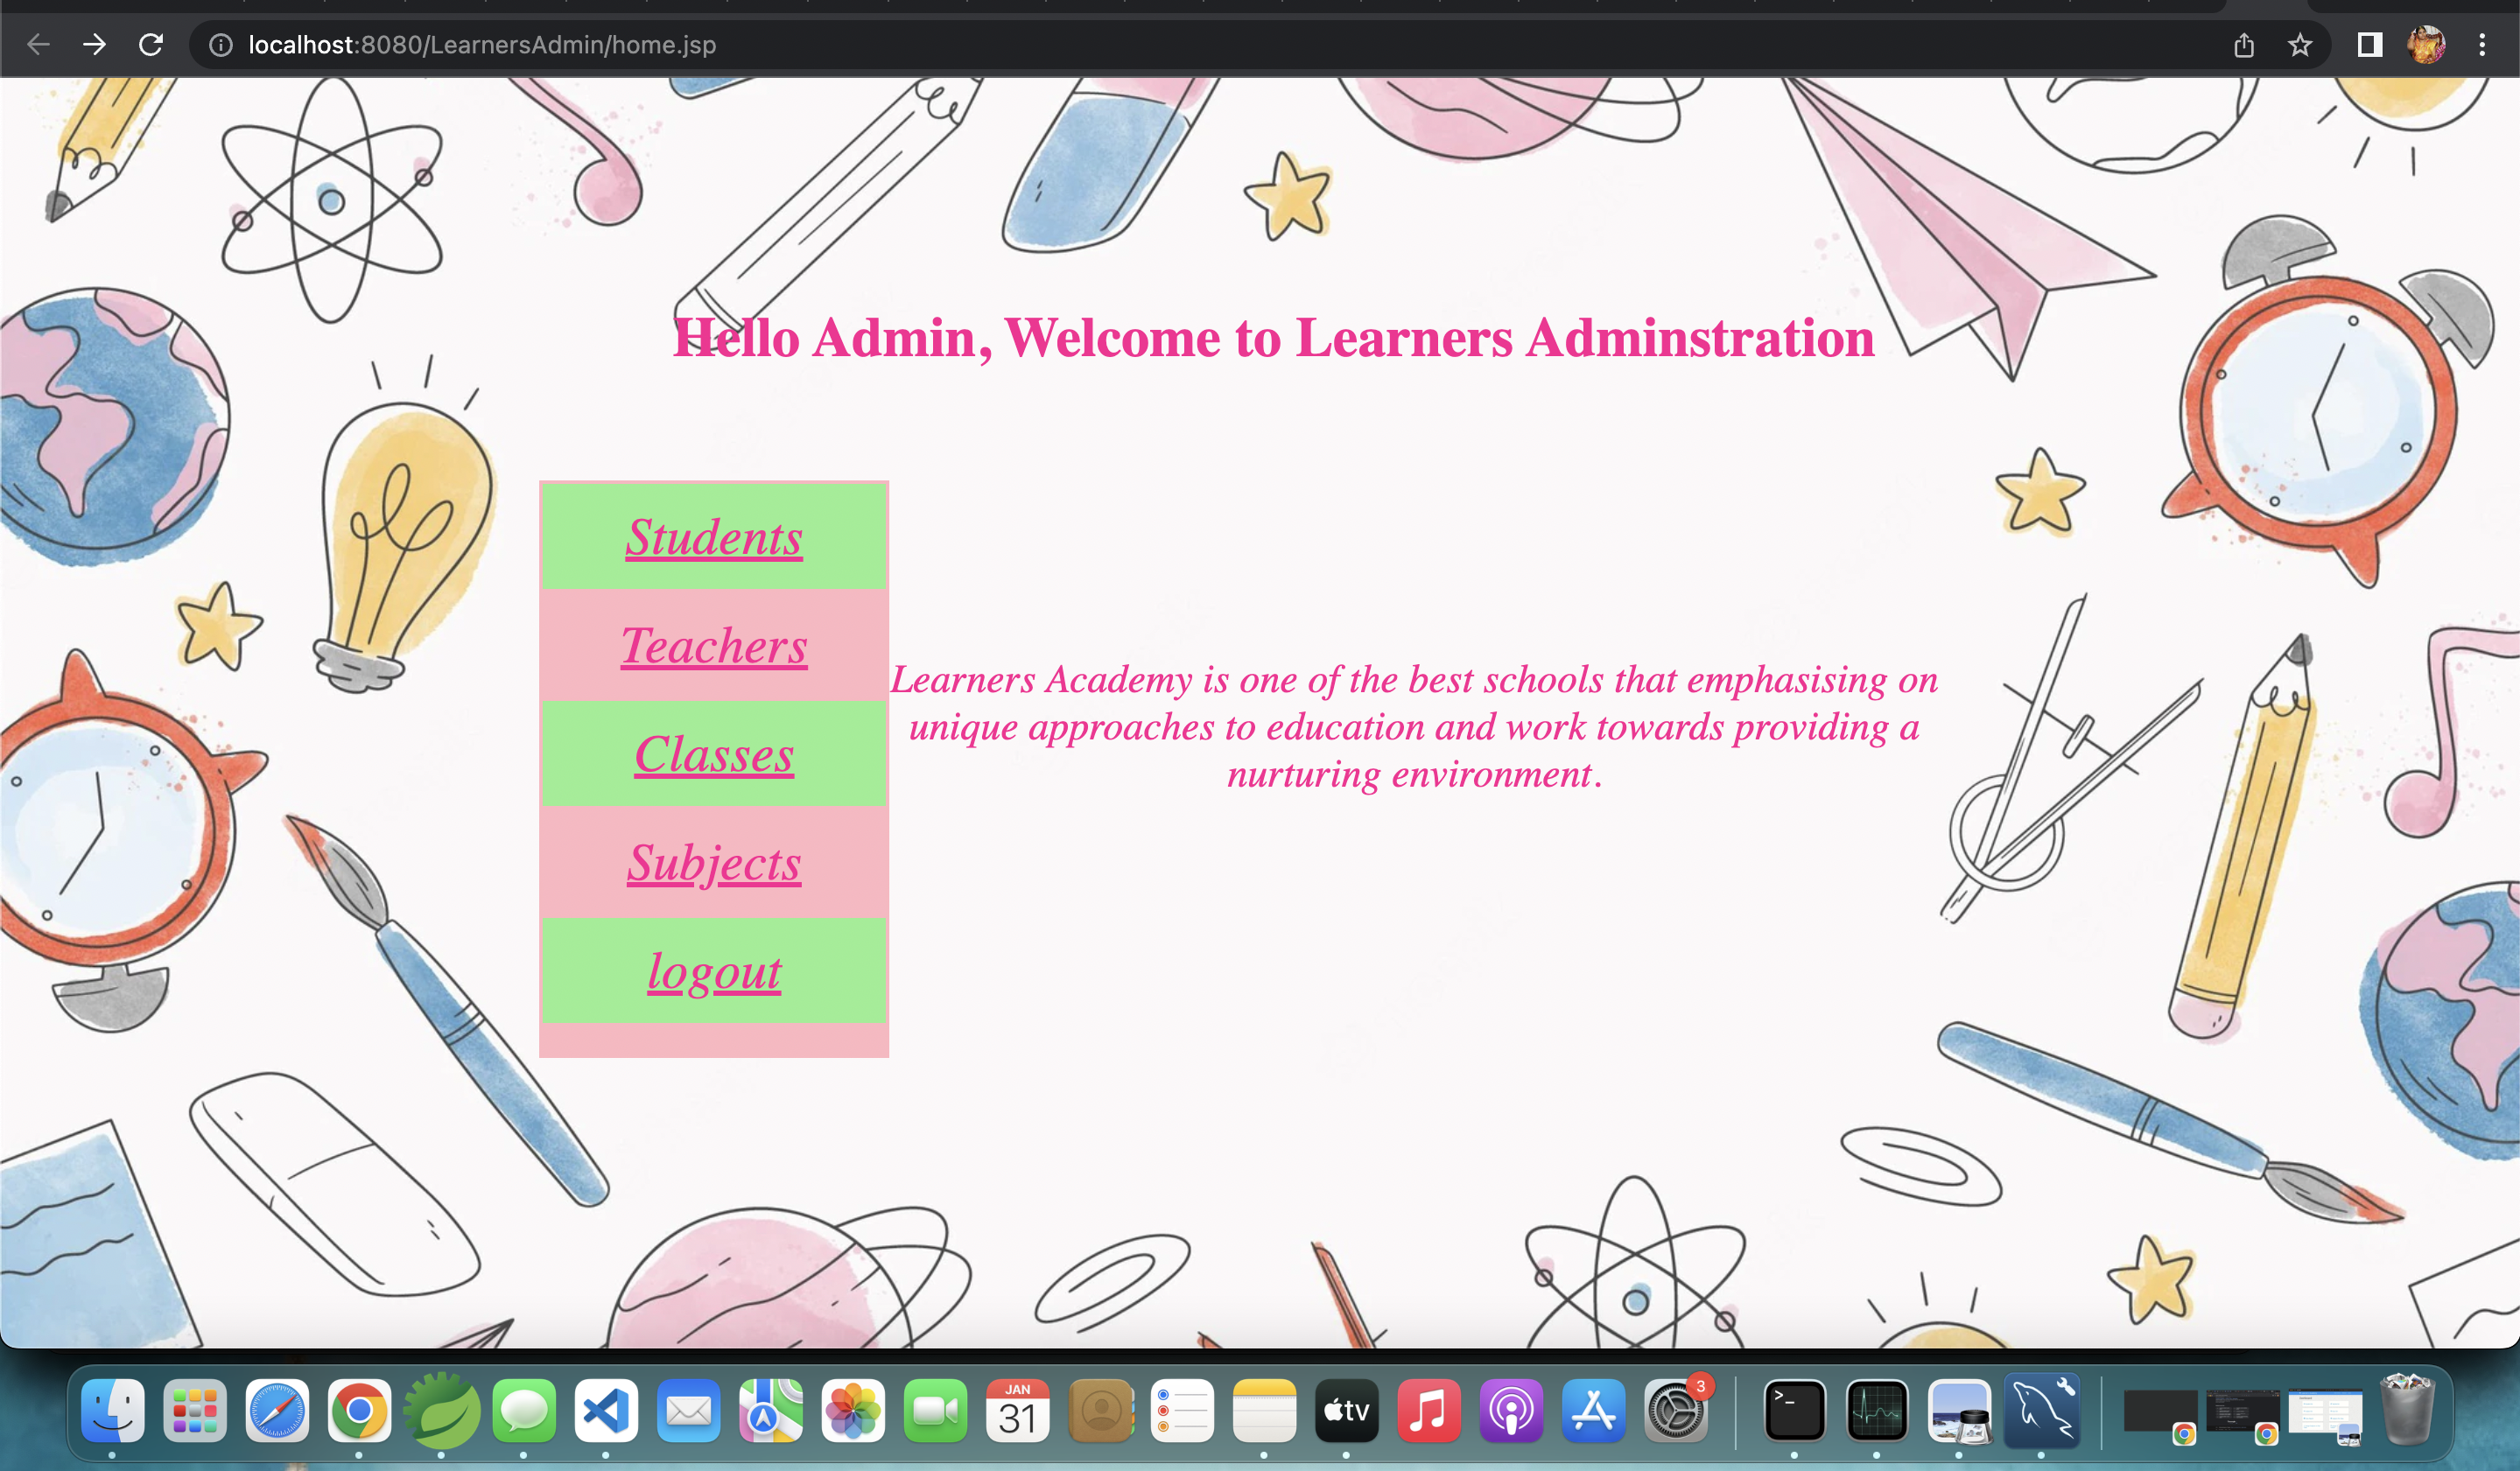 localhost:8080/LearnersAdmin/home.jsp
Hello Admin, Welcome to Learners Adminstration
Students
Teachers
Classes
Subjects
logout
Learners Academy is one of the best schools that emphasising on
unique approaches to education and work towards providing a
nurturing environment.
JAN
31
tv
3
>_